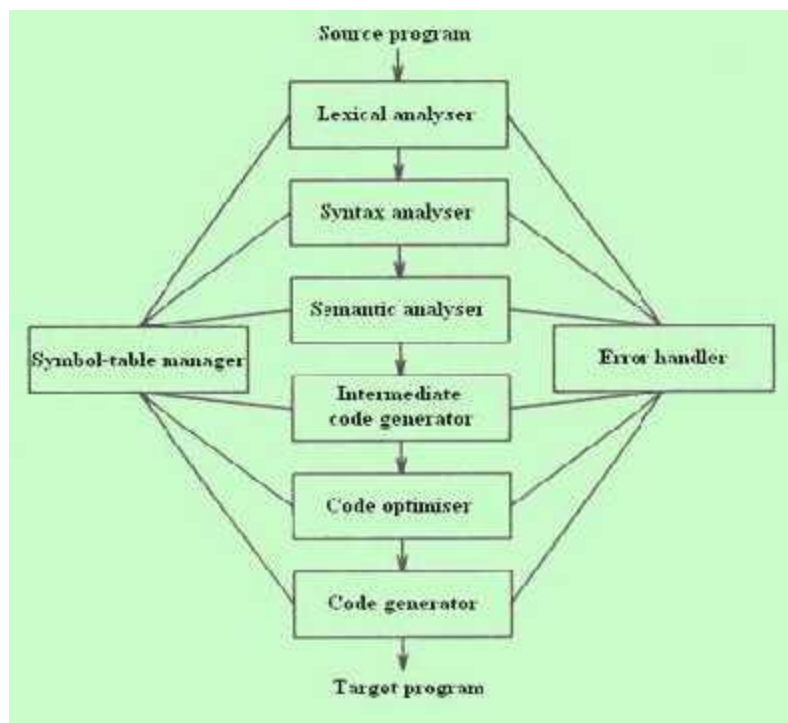 Source program
Lexical analyser
Syntax analyser
Semantic analyser
Symbol-table manager
Error handler
Intermediate
code generator
Code optimiser
Code generator
Target program